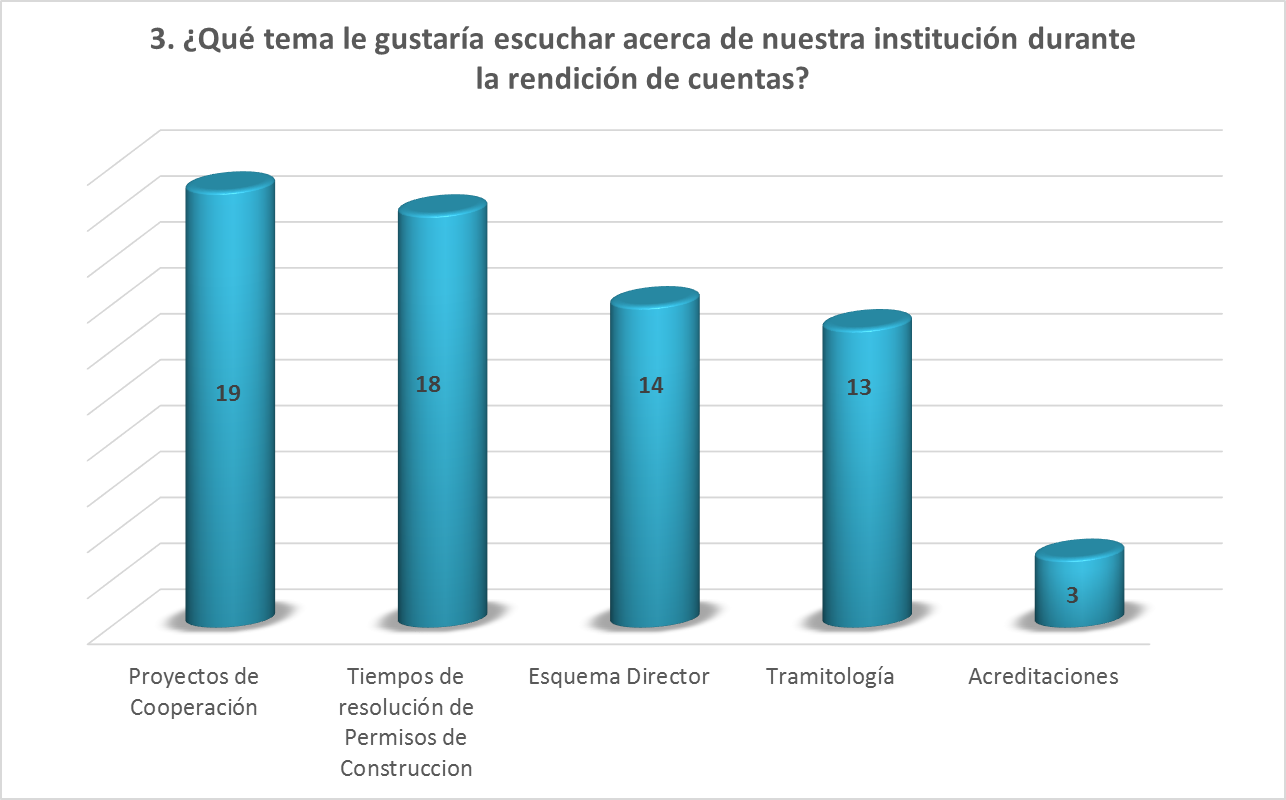 3. ¿Qué tema le gustaría escuchar acerca de nuestra institución durante
la rendición de cuentas?
19
18
14
13
3
Proyectos de
Cooperación
Tiempos de
resolución de
Permisos de
Construccion
Esquema Director
Tramitología
Acreditaciones